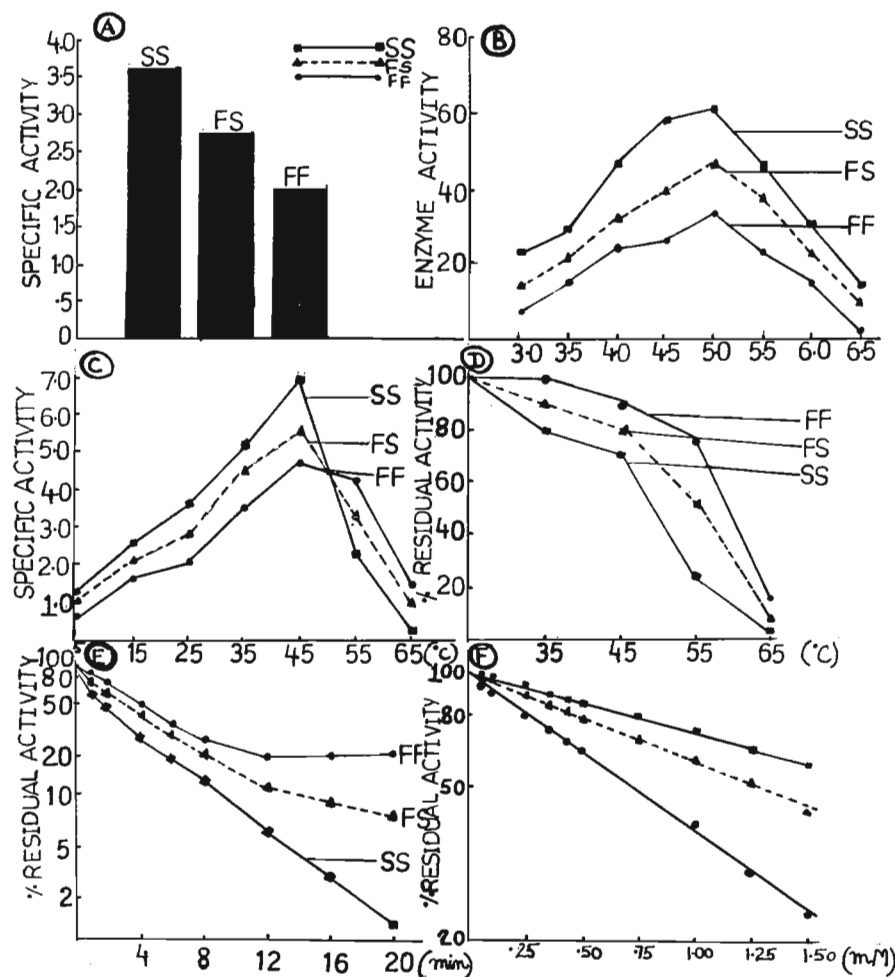 A
SPECIFIC ACTIVITY
4.0
3.5
3.0
2.5
2.0
1.5
1.0
.5
0
SS
FS
FF
SS
FS
FF
B
ENZYME ACTIVITY
60
40
20
SS
FS
FF
3.0 3.5 4.0 4.5 5.0 5.5 6.0 6.5
C
SPECIFIC ACTIVITY
7.0
6.0
5.0
4.0
3.0
2.0
1.0
SS
FS
FF
15 25 35 45 55 65 (°C)
D
% RESIDUAL ACTIVITY
100
80
60
40
20
FF
FS
SS
35 45 55 65 (°C)
E
% RESIDUAL ACTIVITY
100
80
50
20
10
5
2
FF
FS
SS
4 8 12 16 20 (min)
F
% RESIDUAL ACTIVITY
100
80
50
20
.25 .50 .75 1.00 1.25 1.50 (mM)